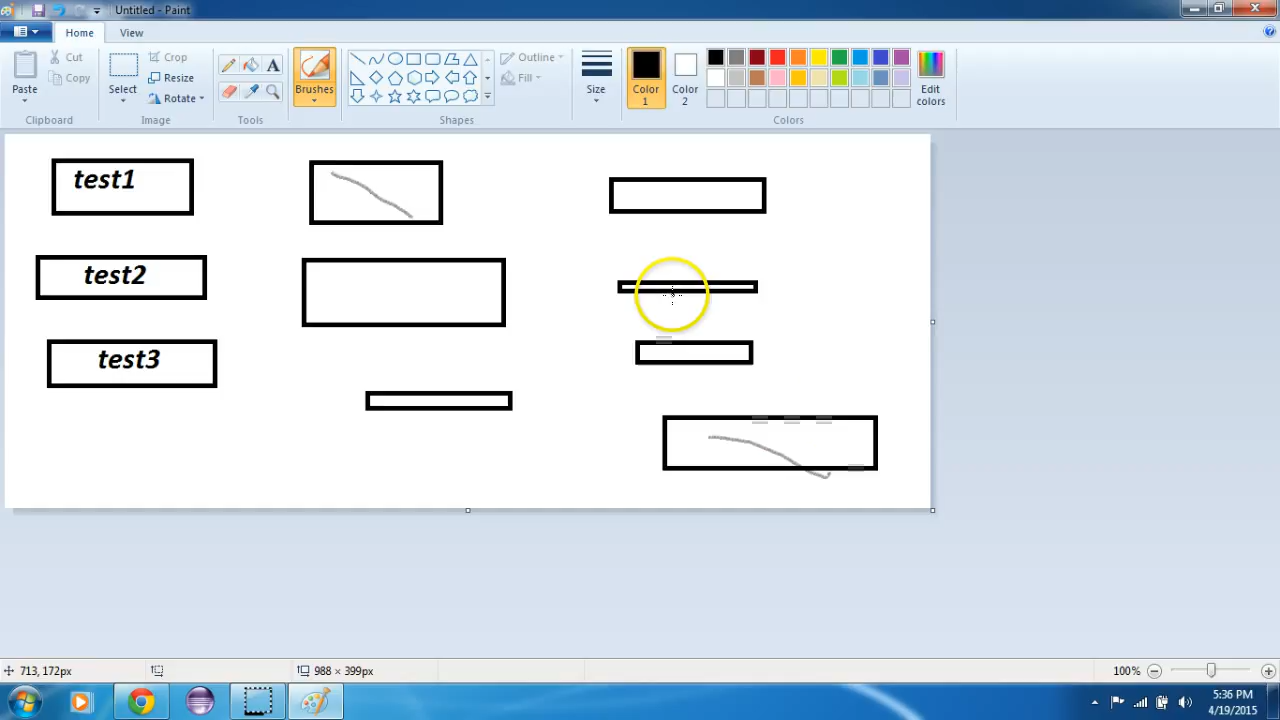 Untitled - Paint
Home View
Paste
Cut
Copy
Clipboard
Select
Crop
Resize
Rotate
Image
A
Tools
Brushes
Outline
Fill
Shapes
Size
Color 1
Color 2
Edit colors
Colors
test1
test2
test3
713, 172px
988 × 399px
100%
5:36 PM
4/19/2015